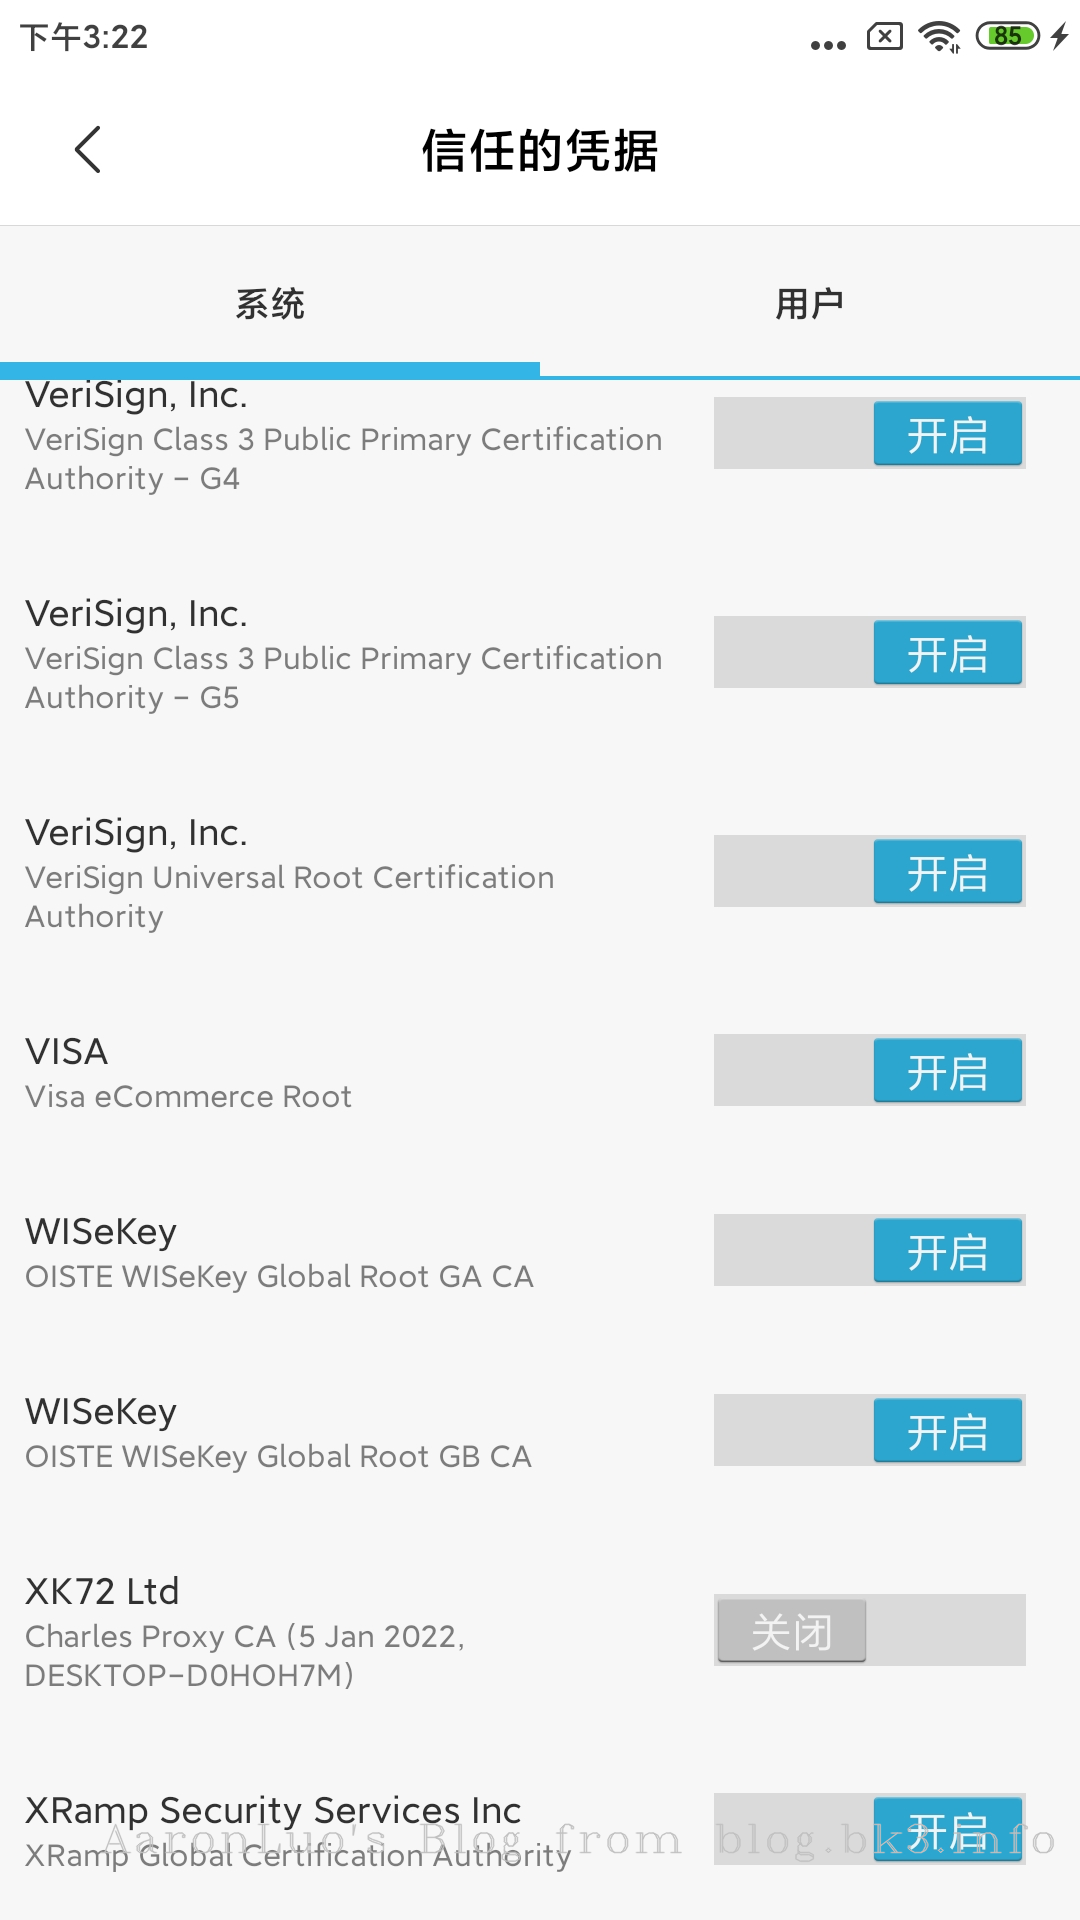 下午3:22
85
信任的凭据
系统
用户
VeriSign, Inc.
VeriSign Class 3 Public Primary Certification
Authority - G4
开启
VeriSign, Inc.
VeriSign Class 3 Public Primary Certification
Authority - G5
开启
VeriSign, Inc.
VeriSign Universal Root Certification
Authority
开启
VISA
Visa eCommerce Root
开启
WISeKey
OISTE WISeKey Global Root GA CA
开启
WISeKey
OISTE WISeKey Global Root GB CA
开启
XK72 Ltd
Charles Proxy CA (5 Jan 2022,
DESKTOP-D0HOH7M)
关闭
XRamp Security Services Inc
XRamp Global Certification Authority
开启
AaronLuo's Blog from blog.bk3.info